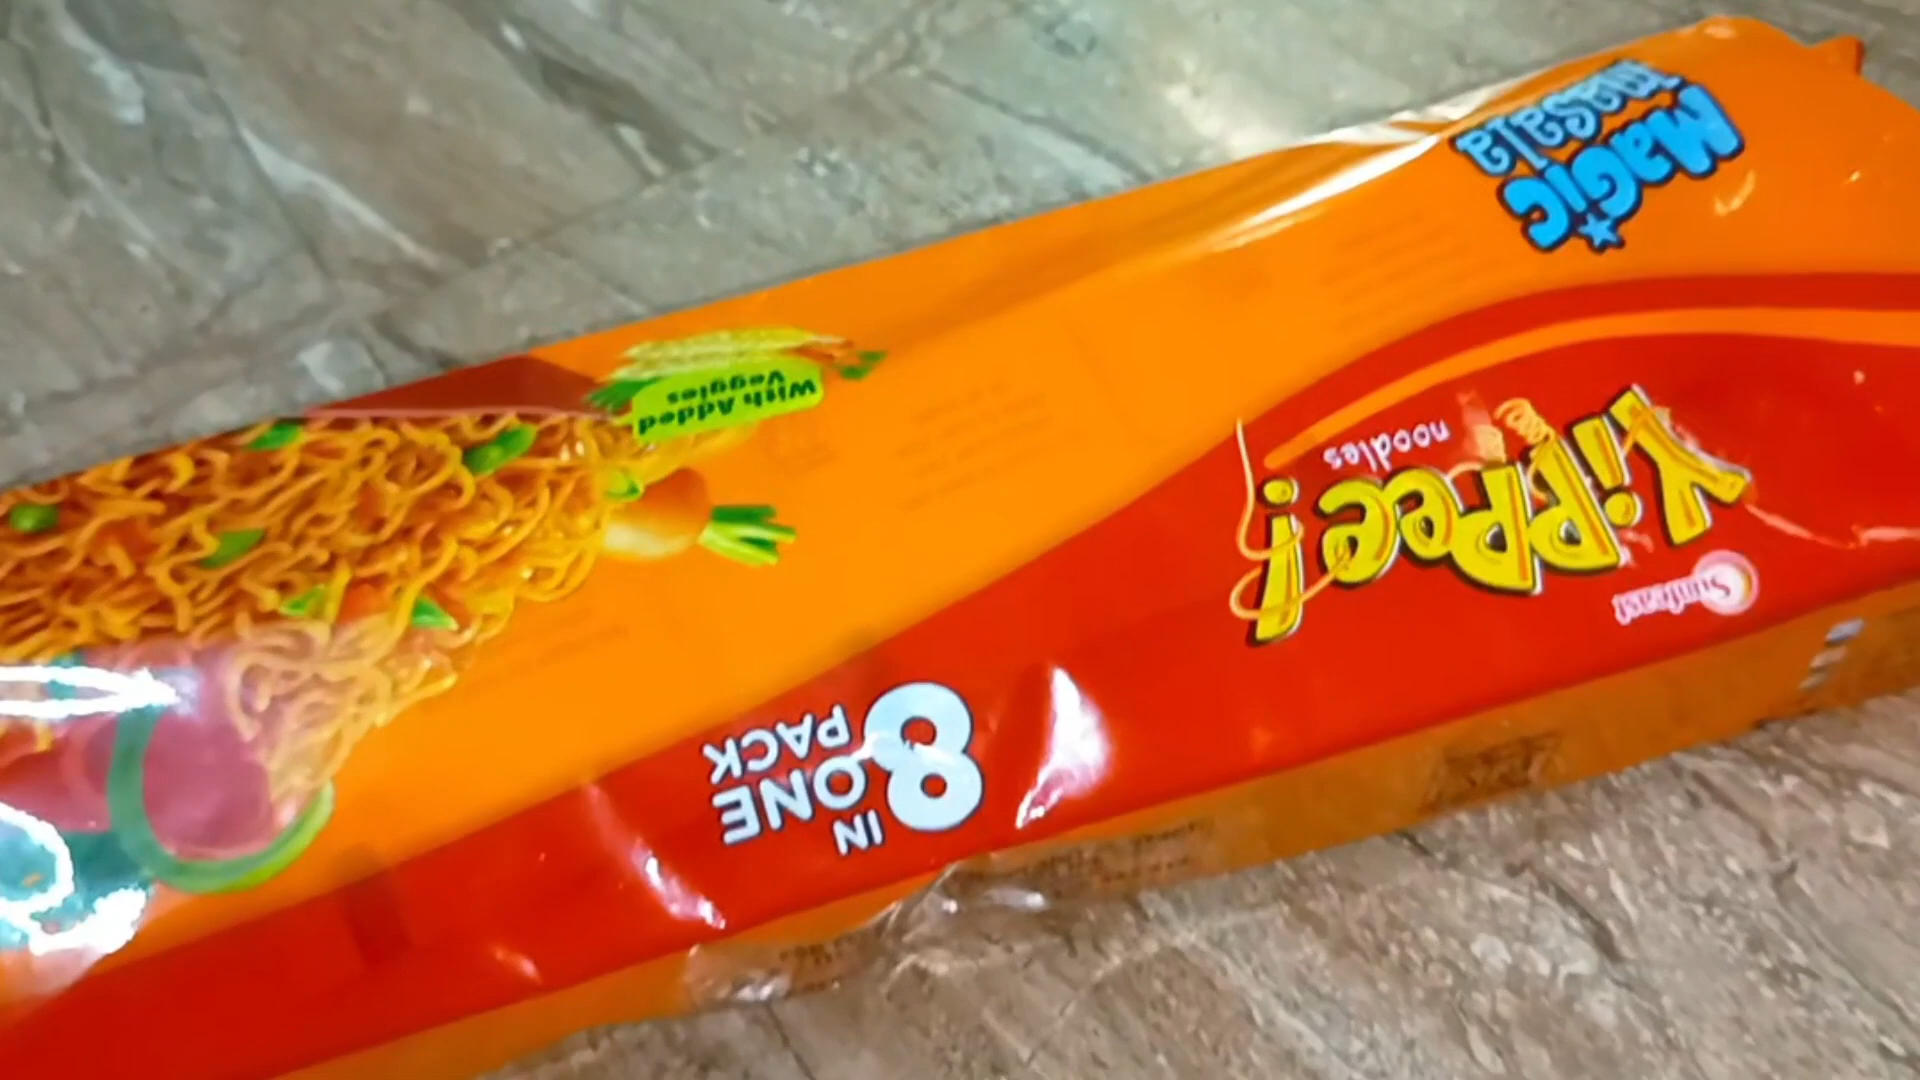 Sunfeast
YiPPee!
noodles
MaGic
masala
8 IN
ONE
PACK
With Added
Veggies